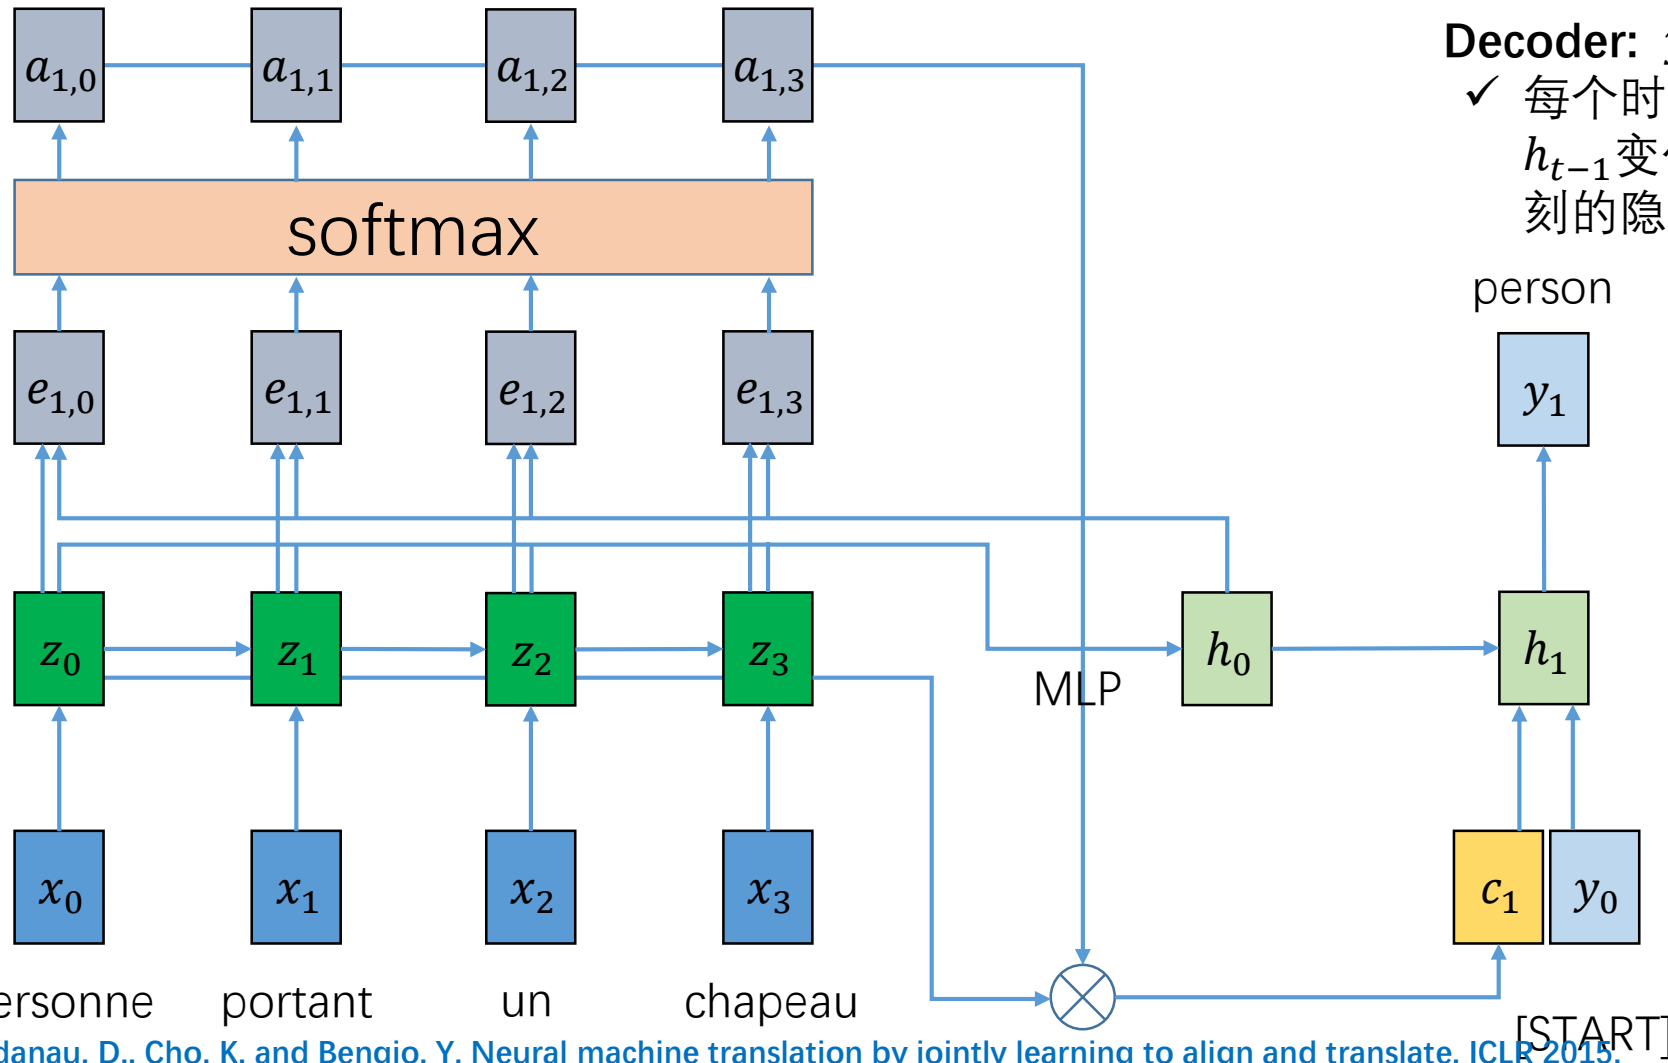 a1,0 a1,1 a1,2 a1,3
Decoder:
✓ 每个时
ht−1变
刻的隐
softmax
person
e1,0 e1,1 e1,2 e1,3
y1
z0 z1 z2 z3
h0 h1
MLP
x0 x1 x2 x3
c1 y0
ersonne portant un chapeau
[START]
danau, D., Cho, K. and Bengio, Y. Neural machine translation by jointly learning to align and translate. ICLR 2015.